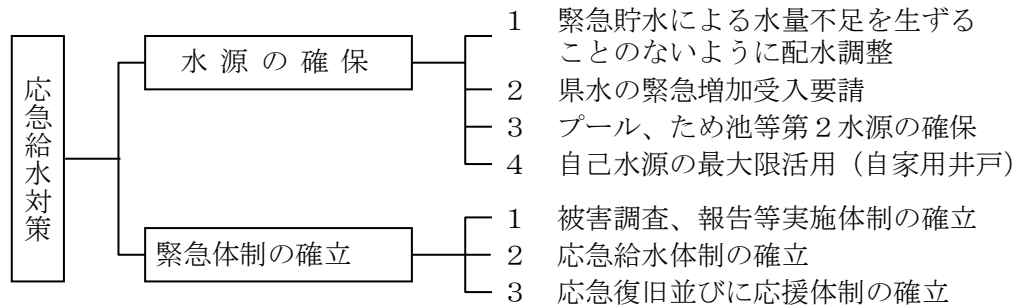 応急給水対策
水源の確保
1 緊急貯水による水量不足を生ずる
ことのないように配水調整
2 県水の緊急増加受入要請
3 プール、ため池等第２水源の確保
4 自己水源の最大限活用（自家用井戸）
緊急体制の確立
1 被害調査、報告等実施体制の確立
2 応急給水体制の確立
3 応急復旧並びに応援体制の確立